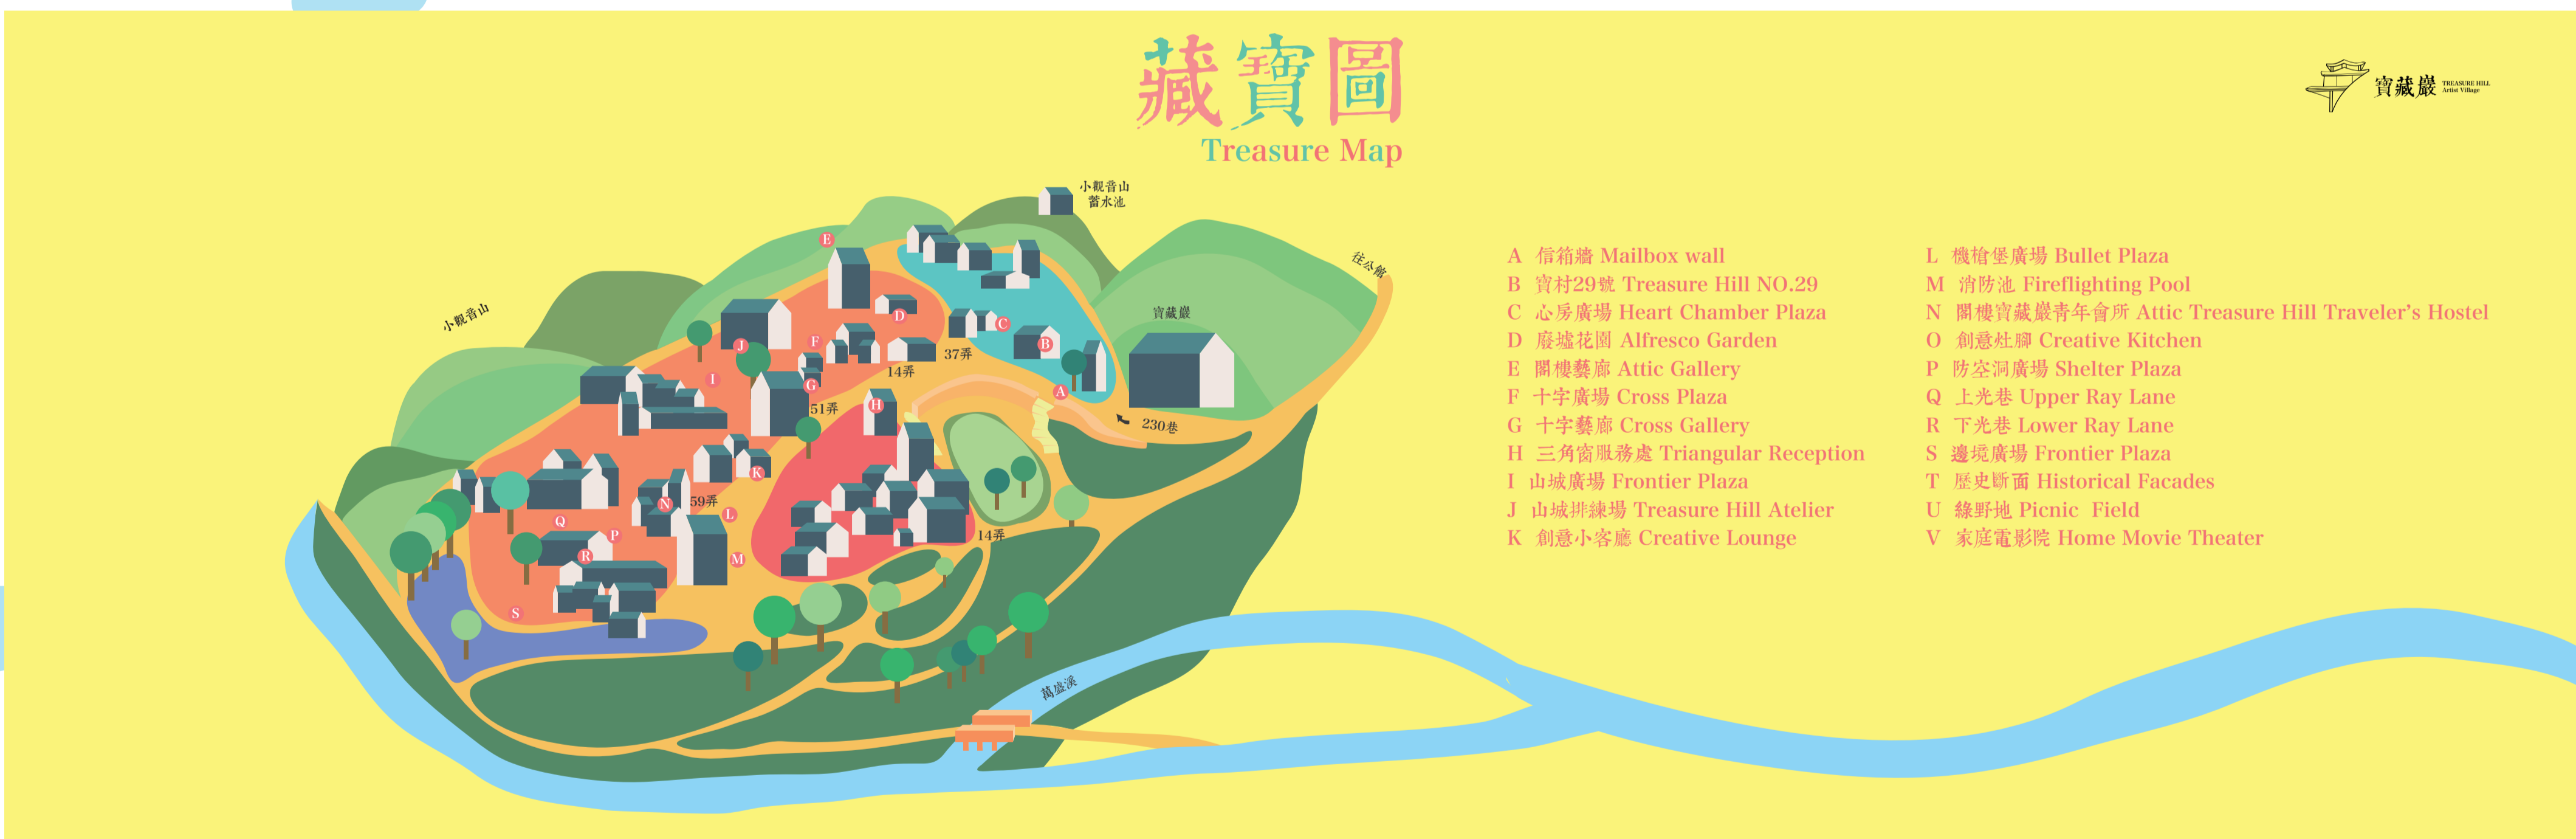 藏寶圖
Treasure Map
寶藏巖
TREASURE HILL
Artist Village
小觀音山
蓄水池
往公館
小觀音山
寶藏巖
E
D
C
F
B
J
37弄
14弄
I
G
A
51弄
H
230巷
K
59弄
N
L
Q
P
14弄
R
M
S
萬盛溪
A 信箱牆 Mailbox wall
B 寶村29號 Treasure Hill NO.29
C 心房廣場 Heart Chamber Plaza
D 廢墟花園 Alfresco Garden
E 閣樓藝廊 Attic Gallery
F 十字廣場 Cross Plaza
G 十字藝廊 Cross Gallery
H 三角窗服務處 Triangular Reception
I 山城廣場 Frontier Plaza
J 山城排練場 Treasure Hill Atelier
K 創意小客廳 Creative Lounge
L 機槍堡廣場 Bullet Plaza
M 消防池 Fireflighting Pool
N 閣樓寶藏巖青年會所 Attic Treasure Hill Traveler's Hostel
O 創意灶腳 Creative Kitchen
P 防空洞廣場 Shelter Plaza
Q 上光巷 Upper Ray Lane
R 下光巷 Lower Ray Lane
S 邊境廣場 Frontier Plaza
T 歷史斷面 Historical Facades
U 綠野地 Picnic Field
V 家庭電影院 Home Movie Theater